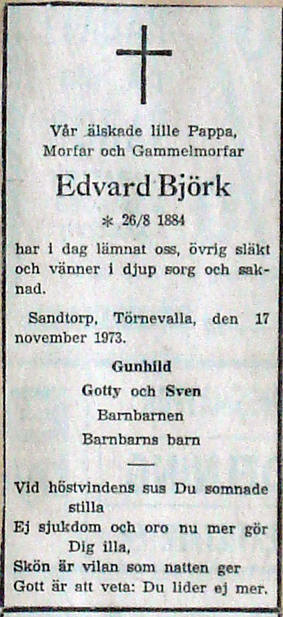 Vår älskade lille Pappa,
Morfar och Gammelmorfar
Edvard Björk
* 26/8 1884
har i dag lämnat oss, övrig släkt
och vänner i djup sorg och sak-
nad.
Sandtorp, Törnevalla, den 17
november 1973.
Gunhild
Gotty och Sven
Barnbarnen
Barnbarns barn
Vid höstvindens sus Du somnade
stilla
Ej sjukdom och oro nu mer gör
Dig illa,
Skön är vilan som natten ger
Gott är att veta: Du lider ej mer.